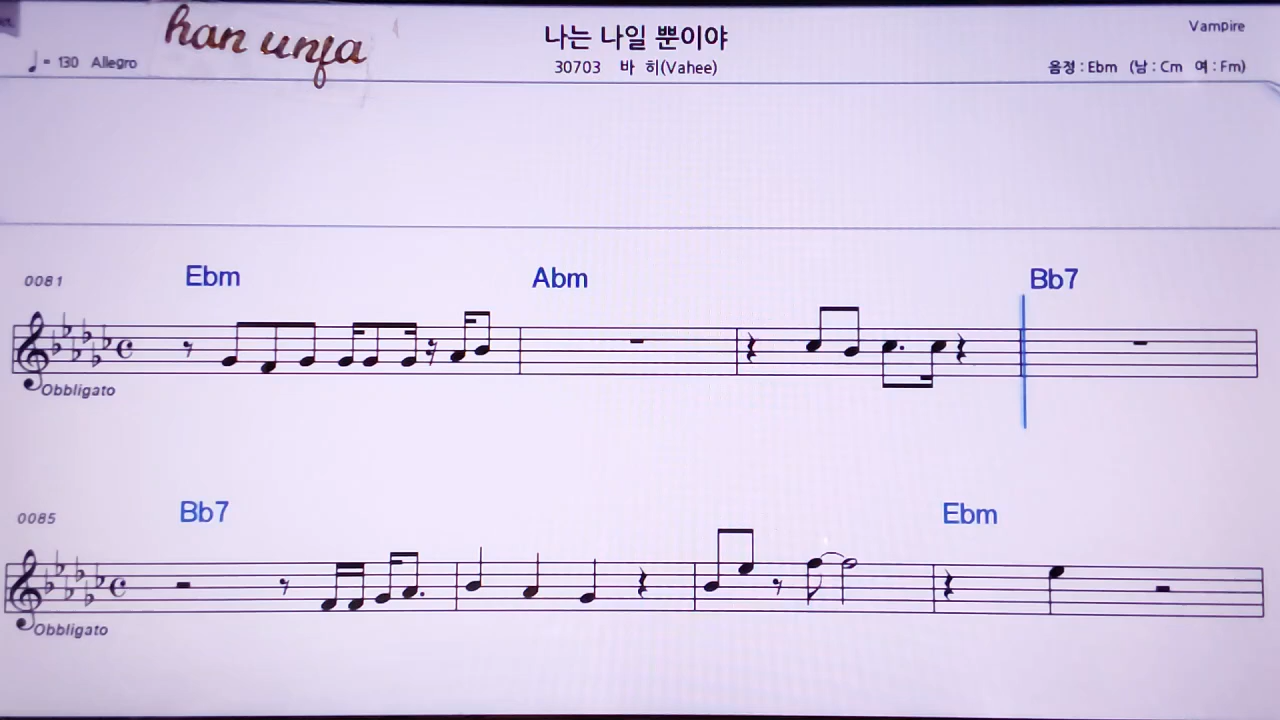 han unfa
나는 나일 뿐이야
Vampire
♩ = 130 Allegro
30703 바 히(Vahee)
음정 : Ebm (남 : Cm 여 : Fm)
0081 Ebm Abm Bb7
Obbligato
0085 Bb7 Ebm
Obbligato